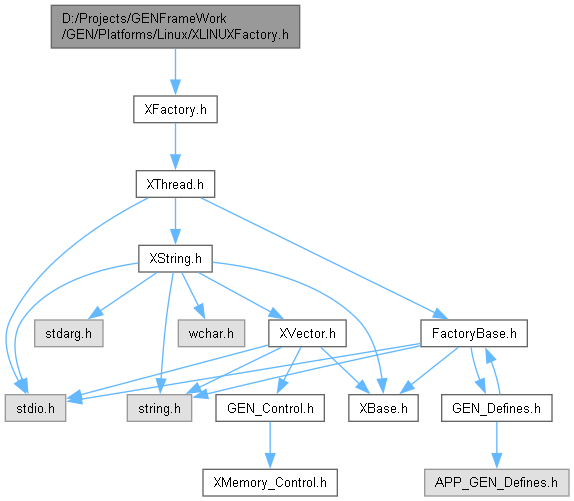 D:/Projects/GENFrameWork
/GEN/Platforms/Linux/XLINUXFactory.h
XFactory.h
XThread.h
XString.h
stdarg.h
wchar.h
XVector.h
FactoryBase.h
stdio.h
string.h
GEN_Control.h
XBase.h
GEN_Defines.h
XMemory_Control.h
APP_GEN_Defines.h